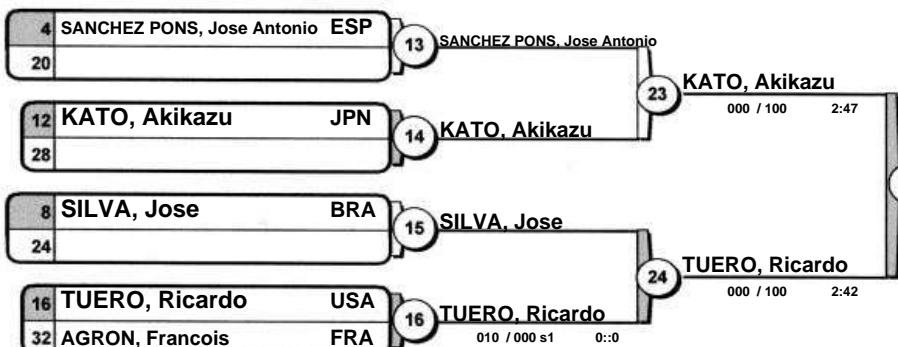 4 SANCHEZ PONS, Jose Antonio ESP
20
13 SANCHEZ PONS, Jose Antonio
12 KATO, Akikazu JPN
28
14 KATO, Akikazu
23 KATO, Akikazu
000 / 100 2:47
8 SILVA, Jose BRA
24
15 SILVA, Jose
16 TUERO, Ricardo USA
32 AGRON, Francois FRA
16 TUERO, Ricardo
010 / 000 s1 0::0
24 TUERO, Ricardo
000 / 100 2:42